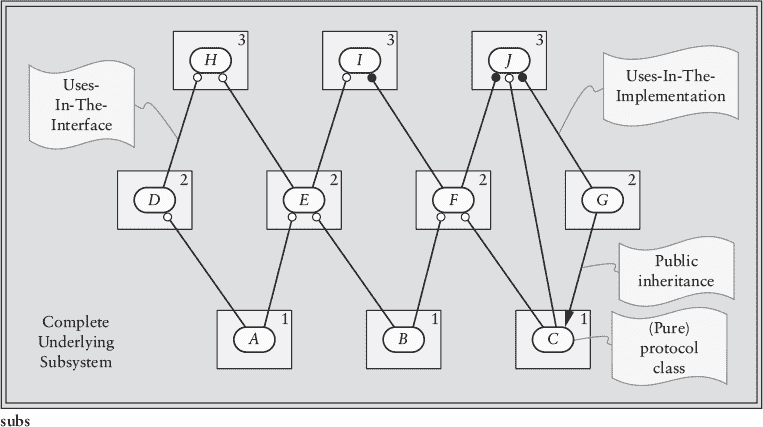 3
H
3
I
3
J
Uses-
In-The-
Interface
Uses-In-The-
Implementation
2
D
2
E
2
F
2
G
Public
inheritance
1
A
1
B
1
C
Complete
Underlying
Subsystem
(Pure)
protocol
class
subs